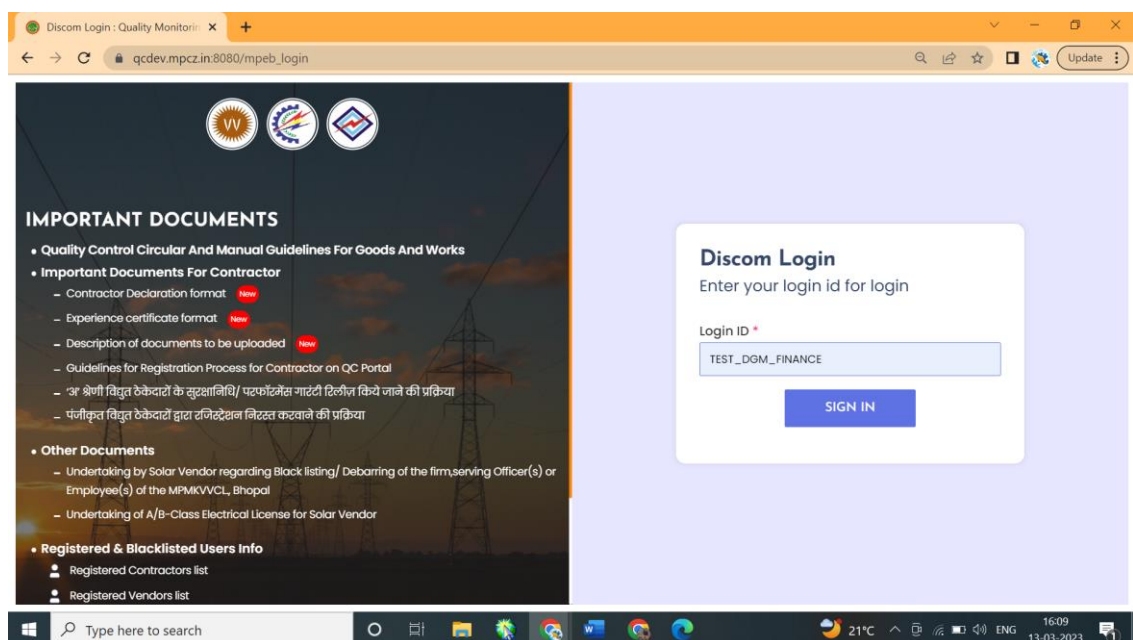 Discom Login : Quality Monitorin
qcdev.mpcz.in:8080/mpeb_login
Update
VV
IMPORTANT DOCUMENTS
Quality Control Circular And Manual Guidelines For Goods And Works
Important Documents For Contractor
Contractor Declaration format New
Experience certificate format New
Description of documents to be uploaded New
Guidelines for Registration Process for Contractor on QC Portal
'अ' श्रेणी विद्युत ठेकेदारों के सुरक्षानिधि/ परफॉरमेंस गारंटी रिलीज़ किये जाने की प्रक्रिया
पंजीकृत विद्युत ठेकेदारों द्वारा रजिस्ट्रेशन निरस्त करवाने की प्रक्रिया
Other Documents
Undertaking by Solar Vendor regarding Black listing/ Debarring of the firm,serving Officer(s) or
Employee(s) of the MPMKVVCL, Bhopal
Undertaking of A/B-Class Electrical License for Solar Vendor
Registered & Blacklisted Users Info
Registered Contractors list
Registered Vendors list
Discom Login
Enter your login id for login
Login ID *
TEST_DGM_FINANCE
SIGN IN
Type here to search
21°C
ENG
16:09
13-03-2023